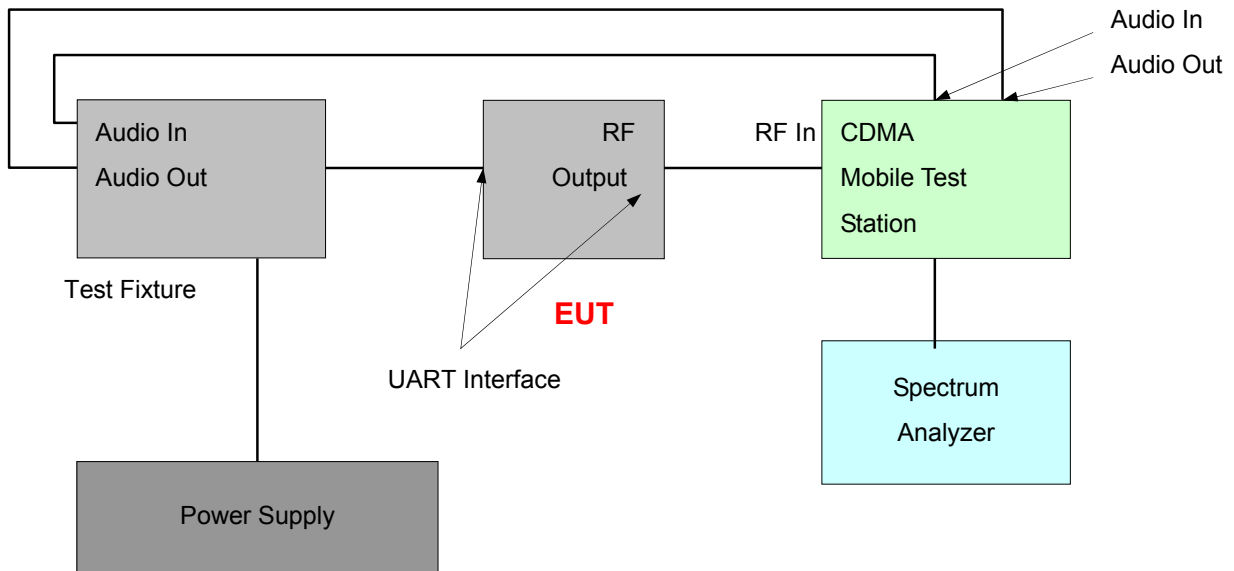 Audio In
Audio Out
Audio In
Audio Out
RF
Output
RF In
CDMA
Mobile Test
Station
Test Fixture
EUT
UART Interface
Spectrum
Analyzer
Power Supply